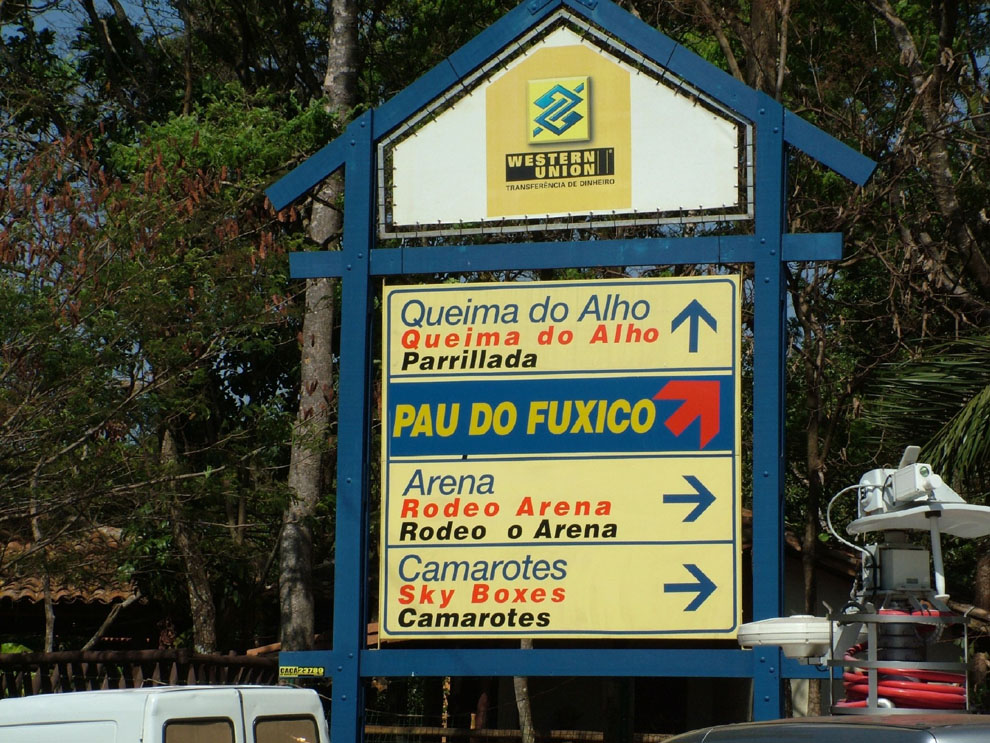 WESTERN
UNION
TRANSFERÊNCIA DE DINHEIRO
Queima do Alho
Queima do Alho
Parrillada
PAU DO FUXICO
Arena
Rodeo Arena
Rodeo o Arena
Camarotes
Sky Boxes
Camarotes